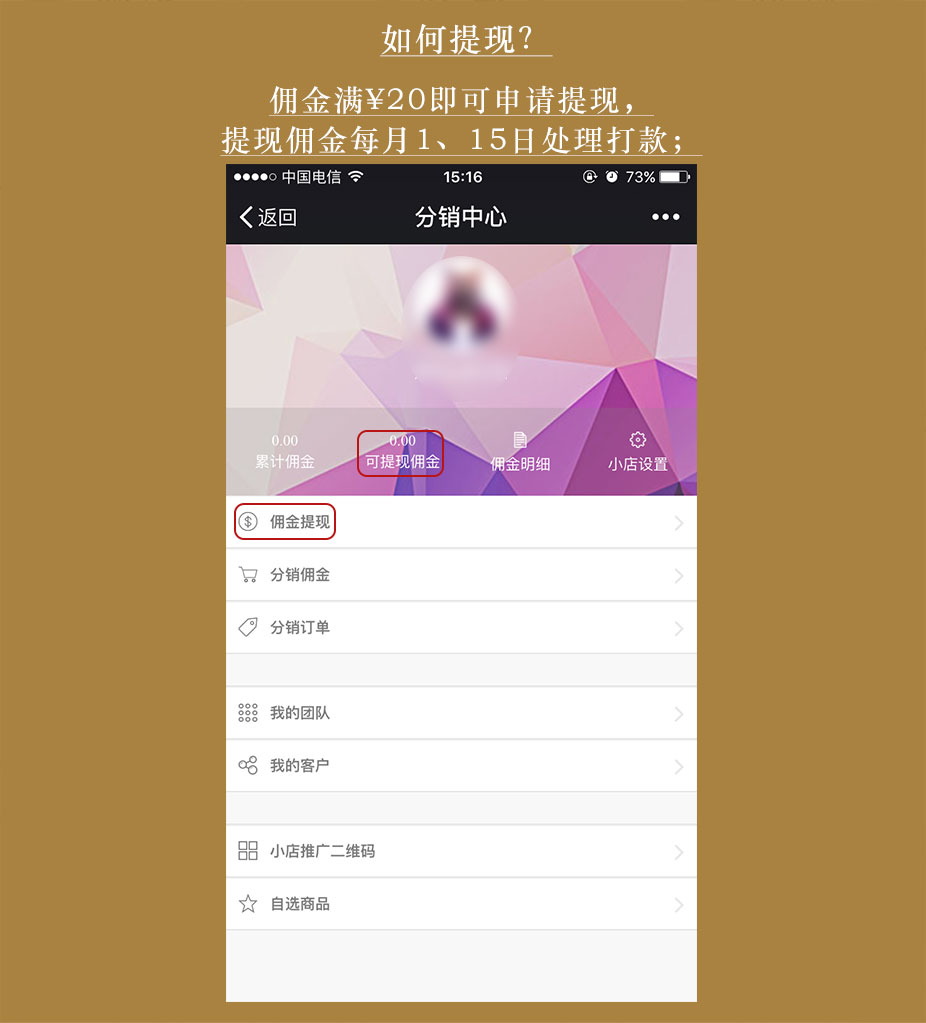 如何提现？
佣金满¥20即可申请提现，
提现佣金每月1、15日处理打款；
中国电信 15:16 73%
返回 分销中心
0.00 0.00
累计佣金 可提现佣金 佣金明细 小店设置
佣金提现
分销佣金
分销订单
我的团队
我的客户
小店推广二维码
自选商品